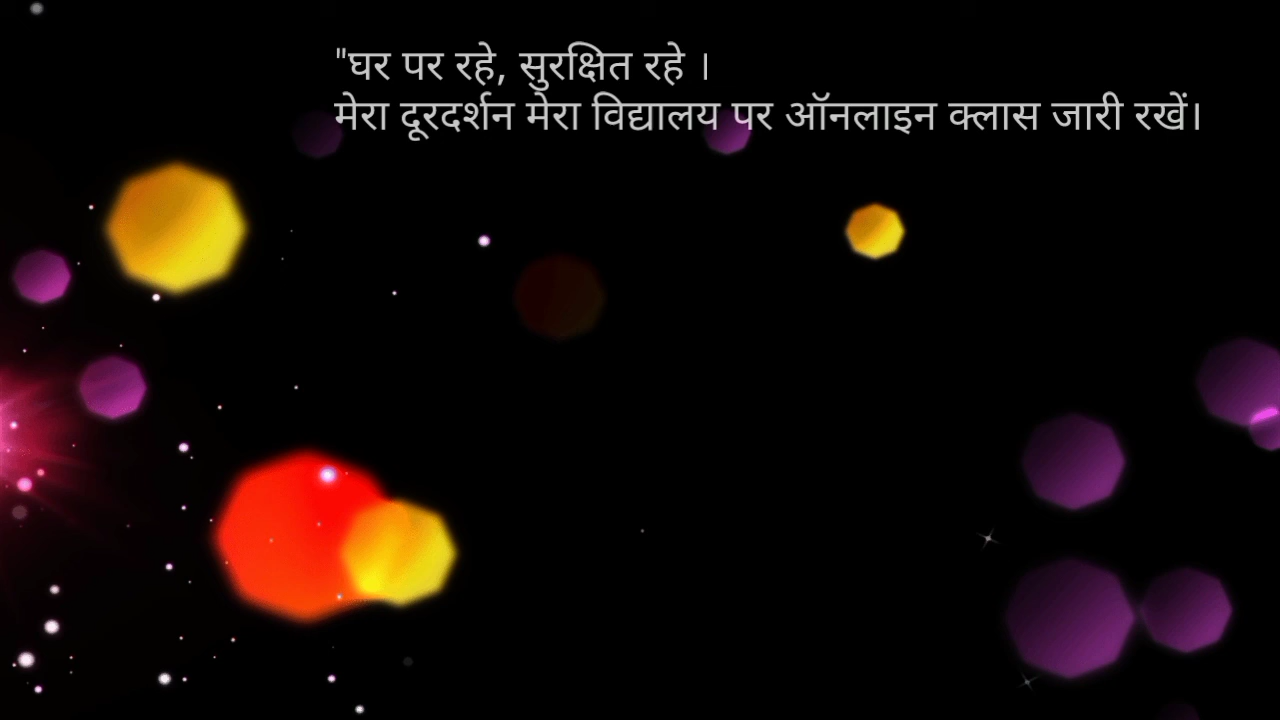 "घर पर रहे, सुरक्षित रहे ।
मेरा दूरदर्शन मेरा विद्यालय पर ऑनलाइन क्लास जारी रखें।